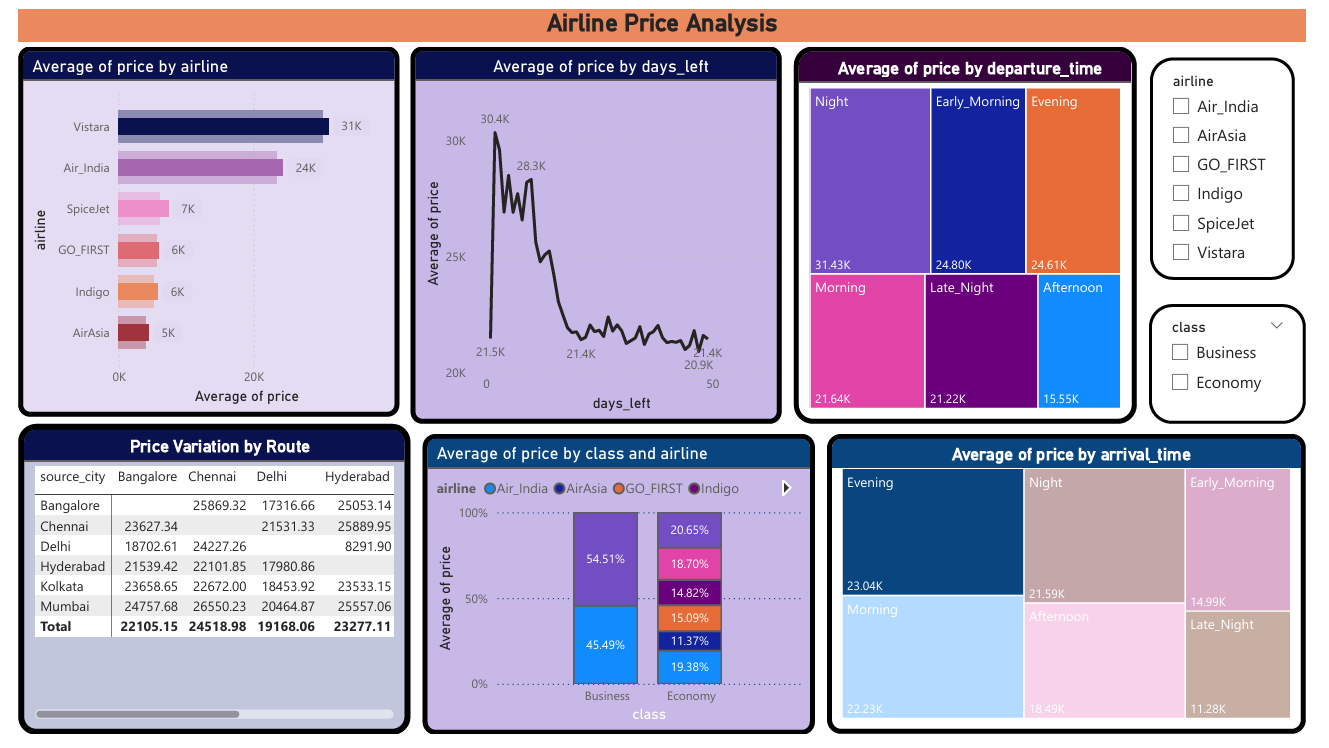 Airline Price Analysis
Average of price by airline
Vistara
31K
Air_India
24K
SpiceJet
7K
GO_FIRST
6K
Indigo
6K
AirAsia
5K
airline
0K
20K
Average of price
Average of price by days_left
30.4K
30K
28.3K
25K
Average of price
21.5K
21.4K
21.4K
20.9K
20K
0
50
days_left
Average of price by departure_time
Night
Early_Morning
Evening
31.43K
24.80K
24.61K
Morning
Late_Night
Afternoon
21.64K
21.22K
15.55K
airline
Air_India
AirAsia
GO_FIRST
Indigo
SpiceJet
Vistara
class
Business
Economy
Price Variation by Route
source_city Bangalore Chennai Delhi Hyderabad
Bangalore 25869.32 17316.66 25053.14
Chennai 23627.34 21531.33 25889.95
Delhi 18702.61 24227.26 8291.90
Hyderabad 21539.42 22101.85 17980.86
Kolkata 23658.65 22672.00 18453.92 23533.15
Mumbai 24757.68 26550.23 20464.87 25557.06
Total 22105.15 24518.98 19168.06 23277.11
Average of price by class and airline
airline Air_India AirAsia GO_FIRST Indigo
100%
50%
0%
Average of price
54.51%
45.49%
20.65%
18.70%
14.82%
15.09%
11.37%
19.38%
Business
Economy
class
Average of price by arrival_time
Evening
Night
Early_Morning
23.04K
21.59K
14.99K
Morning
Afternoon
Late_Night
22.23K
18.49K
11.28K